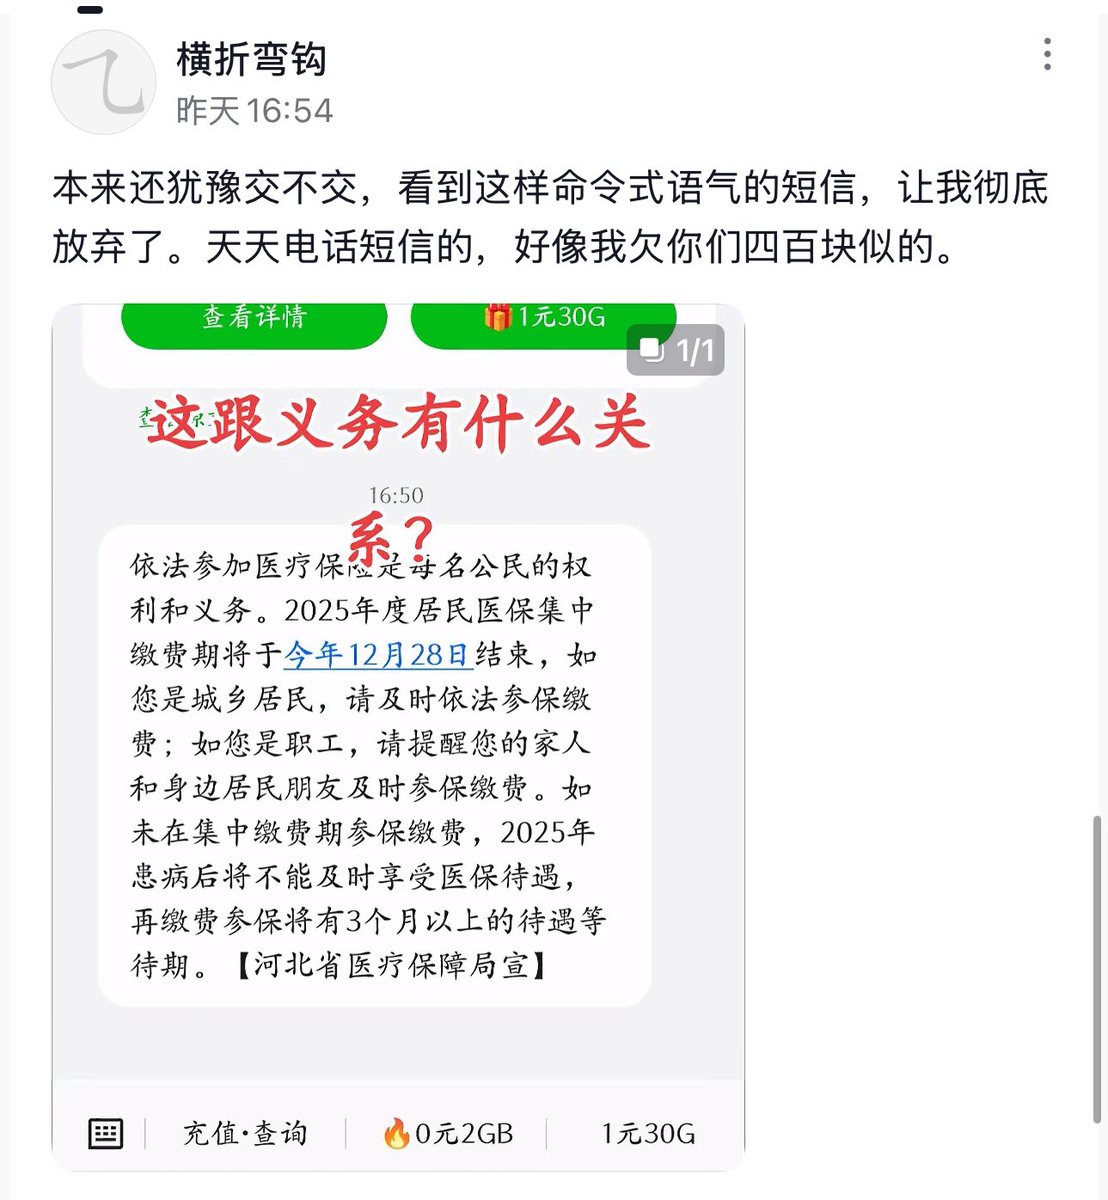 横折弯钩
昨天 16:54
本来还犹豫交不交，看到这样命令式语气的短信，让我彻底
放弃了。天天电话短信的，好像我欠你们四百块似的。
查看详情
1元30G
1/1
这跟义务有什么关
系？
16:50
依法参加医疗保险是每名公民的权
利和义务。2025年度居民医保集中
缴费期将于今年12月28日结束，如
您是城乡居民，请及时依法参保缴
费；如您是职工，请提醒您的家人
和身边居民朋友及时参保缴费。如
未在集中缴费期参保缴费，2025年
患病后将不能及时享受医保待遇，
再缴费参保将有3个月以上的待遇等
待期。【河北省医疗保障局宣】
充值·查询
0元2GB
1元30G